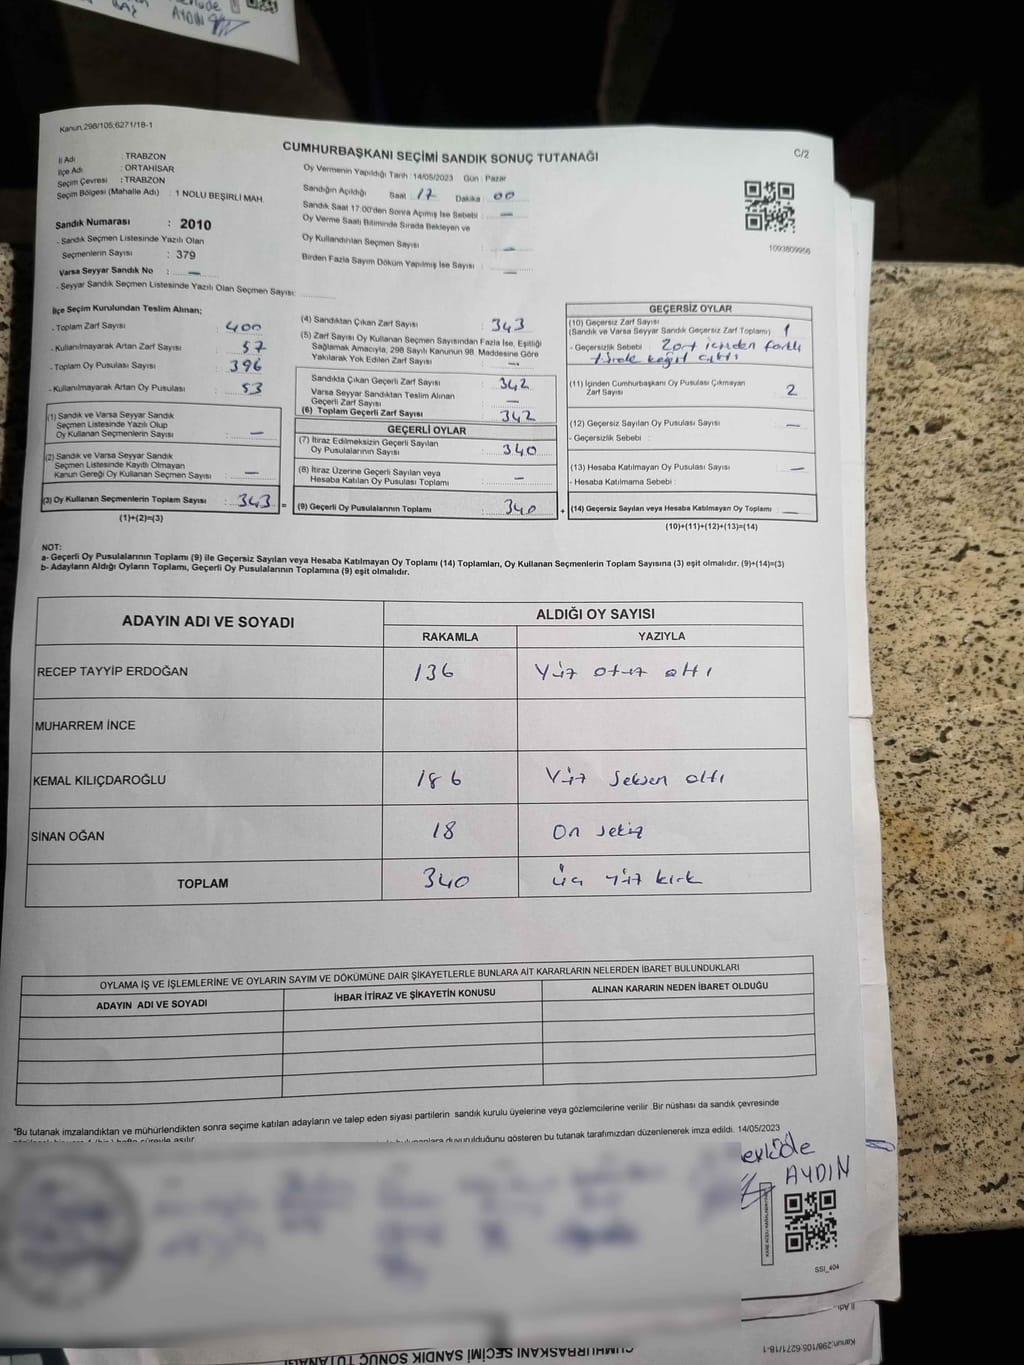 AYDIN
Kanun:298/105;6271/18-1
CUMHURBAŞKANI SEÇİMİ SANDIK SONUÇ TUTANAĞI
C/2
İl Adı : TRABZON
İlçe Adı : ORTAHİSAR
Seçim Çevresi : TRABZON
Seçim Bölgesi (Mahalle Adı) : 1 NOLU BEŞİRLİ MAH.
Sandık Numarası : 2010
- Sandık Seçmen Listesinde Yazılı Olan
Seçmenlerin Sayısı : 379
Varsa Seyyar Sandık No : —
- Seyyar Sandık Seçmen Listesinde Yazılı Olan Seçmen Sayısı:
Oy Vermenin Yapıldığı Tarih : 14/05/2023 Gün : Pazar
Sandığın Açıldığı Saat 17 Dakika 00
Sandık Saat 17:00'den Sonra Açımış İse Sebebi : —
Oy Verme Saati Bitiminde Sırada Bekleyen ve
Oy Kullandırılan Seçmen Sayısı : —
Birden Fazla Sayım Döküm Yapılmış İse Sayısı : —
1093809956
İlçe Seçim Kurulundan Teslim Alınan;
- Toplam Zarf Sayısı : 400
- Kullanılmayarak Artan Zarf Sayısı : 57
- Toplam Oy Pusulası Sayısı : 396
- Kullanılmayarak Artan Oy Pusulası : 53
(1) Sandık ve Varsa Seyyar Sandık
Seçmen Listesinde Yazılı Olup
Oy Kullanan Seçmenlerin Sayısı : —
(2) Sandık ve Varsa Seyyar Sandık
Seçmen Listesinde Kayıtlı Olmayan
Kanun Gereği Oy Kullanan Seçmen Sayısı : —
(3) Oy Kullanan Seçmenlerin Toplam Sayısı : 343 =
(1)+(2)=(3)
(4) Sandıktan Çıkan Zarf Sayısı : 343
(5) Zarf Sayısı Oy Kullanan Seçmen Sayısından Fazla İse, Eşitliği
Sağlamak Amacıyla, 298 Sayılı Kanunun 98. Maddesine Göre
Yakılarak Yok Edilen Zarf Sayısı : —
Sandıkta Çıkan Geçerli Zarf Sayısı : 342
Varsa Seyyar Sandıktan Teslim Alınan
Geçerli Zarf Sayısı : —
(6) Toplam Geçerli Zarf Sayısı : 342
GEÇERLİ OYLAR
(7) İtiraz Edilmeksizin Geçerli Sayılan
Oy Pusulalarının Sayısı : 340
(8) İtiraz Üzerine Geçerli Sayılan veya
Hesaba Katılan Oy Pusulası Toplamı : —
(9) Geçerli Oy Pusulalarının Toplamı : 340 +
GEÇERSİZ OYLAR
(10) Geçersiz Zarf Sayısı
(Sandık ve Varsa Seyyar Sandık Geçersiz Zarf Toplamı) 1
- Geçersizlik Sebebi : Zarf içinden farklı
türde kağıt çıktı
(11) İçinden Cumhurbaşkanı Oy Pusulası Çıkmayan
Zarf Sayısı : 2
(12) Geçersiz Sayılan Oy Pusulası Sayısı : —
- Geçersizlik Sebebi :
(13) Hesaba Katılmayan Oy Pusulası Sayısı : —
- Hesaba Katılmama Sebebi :
(14) Geçersiz Sayılan veya Hesaba Katılmayan Oy Toplamı : —
(10)+(11)+(12)+(13)=(14)
NOT:
a- Geçerli Oy Pusulalarının Toplamı (9) ile Geçersiz Sayılan veya Hesaba Katılmayan Oy Toplamı (14) Toplamları, Oy Kullanan Seçmenlerin Toplam Sayısına (3) eşit olmalıdır. (9)+(14)=(3)
b- Adayların Aldığı Oyların Toplamı, Geçerli Oy Pusulalarının Toplamına (9) eşit olmalıdır.
ADAYIN ADI VE SOYADI
ALDIĞI OY SAYISI
RAKAMLA YAZIYLA
RECEP TAYYİP ERDOĞAN 136 Yüz otuz altı
MUHARREM İNCE
KEMAL KILIÇDAROĞLU 186 Yüz seksen altı
SİNAN OĞAN 18 On sekiz
TOPLAM 340 üç yüz kırk
OYLAMA İŞ VE İŞLEMLERİNE VE OYLARIN SAYIM VE DÖKÜMÜNE DAİR ŞİKAYETLERLE BUNLARA AİT KARARLARIN NELERDEN İBARET BULUNDUKLARI
ADAYIN ADI VE SOYADI İHBAR İTİRAZ VE ŞİKAYETİN KONUSU ALINAN KARARIN NEDEN İBARET OLDUĞU
*Bu tutanak imzalandıktan ve mühürlendikten sonra seçime katılan adayların ve talep eden siyasi partilerin sandık kurulu üyelerine veya gözlemcilerine verilir .Bir nüshası da sandık çevresinde
duyurulduğunu gösteren bu tutanak tarafımızdan düzenlenerek imza edildi. 14/05/2023
AYDIN
SSI_404
İl Adı
Kanun:298/105;6271/18-1
CUMHURBAŞKANI SEÇİMİ SANDIK SONUÇ TUTANAĞI